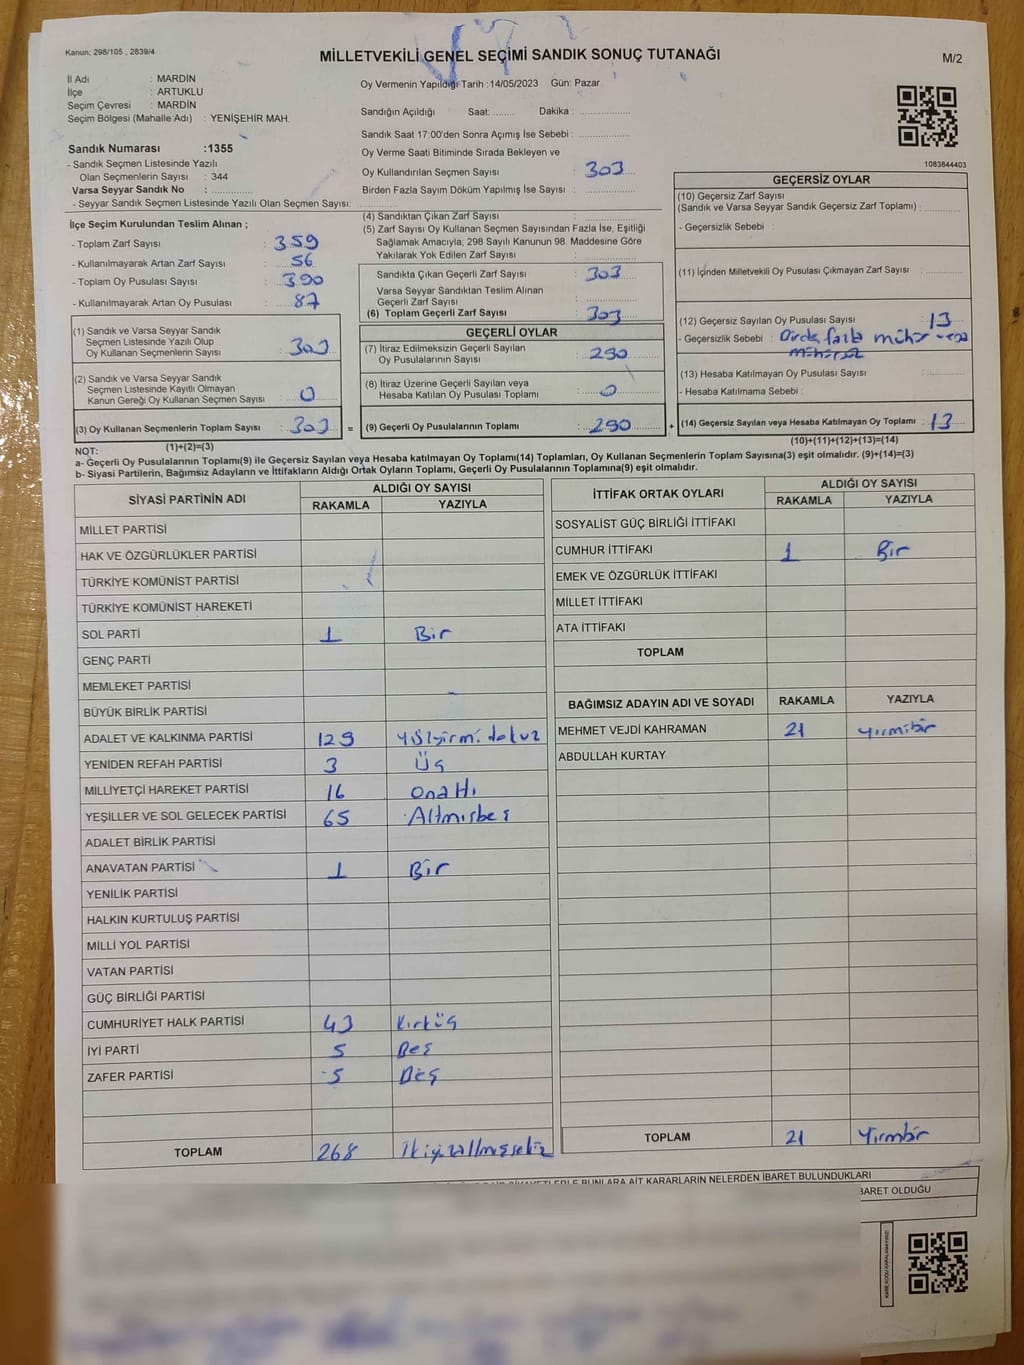 Kanun: 298/105 , 2839/4
MİLLETVEKİLİ GENEL SEÇİMİ SANDIK SONUÇ TUTANAĞI
M/2
İl Adı : MARDİN
İlçe : ARTUKLU
Seçim Çevresi : MARDİN
Seçim Bölgesi (Mahalle Adı) : YENİŞEHİR MAH.
Oy Vermenin Yapıldığı Tarih : 14/05/2023 Gün: Pazar
Sandığın Açıldığı Saat: ....... Dakika : ................
Sandık Saat 17:00'den Sonra Açımış İse Sebebi : ................
Sandık Numarası :1355
- Sandık Seçmen Listesinde Yazılı
Olan Seçmenlerin Sayısı : 344
Varsa Seyyar Sandık No : ............
- Seyyar Sandık Seçmen Listesinde Yazılı Olan Seçmen Sayısı: ............
Oy Verme Saati Bitiminde Sırada Bekleyen ve
Oy Kullandırılan Seçmen Sayısı : 303
Birden Fazla Sayım Döküm Yapılmış İse Sayısı : ................
1083844403
İlçe Seçim Kurulundan Teslim Alınan ;
- Toplam Zarf Sayısı : 359
- Kullanılmayarak Artan Zarf Sayısı : 56
- Toplam Oy Pusulası Sayısı : 390
- Kullanılmayarak Artan Oy Pusulası : 87
(1) Sandık ve Varsa Seyyar Sandık
Seçmen Listesinde Yazılı Olup
Oy Kullanan Seçmenlerin Sayısı : 303
(2) Sandık ve Varsa Seyyar Sandık
Seçmen Listesinde Kayıtlı Olmayan
Kanun Gereği Oy Kullanan Seçmen Sayısı : 0
(3) Oy Kullanan Seçmenlerin Toplam Sayısı : 303 =
(1)+(2)=(3)
(4) Sandıktan Çıkan Zarf Sayısı : ................
(5) Zarf Sayısı Oy Kullanan Seçmen Sayısından Fazla İse, Eşitliği
Sağlamak Amacıyla; 298 Sayılı Kanunun 98. Maddesine Göre
Yakılarak Yok Edilen Zarf Sayısı : ................
Sandıkta Çıkan Geçerli Zarf Sayısı : 303
Varsa Seyyar Sandıktan Teslim Alınan
Geçerli Zarf Sayısı : ................
(6) Toplam Geçerli Zarf Sayısı : 303
GEÇERLİ OYLAR
(7) İtiraz Edilmeksizin Geçerli Sayılan
Oy Pusulalarının Sayısı : 290
(8) İtiraz Üzerine Geçerli Sayılan veya
Hesaba Katılan Oy Pusulası Toplamı : 0
(9) Geçerli Oy Pusulalarının Toplamı : 290 +
GEÇERSİZ OYLAR
(10) Geçersiz Zarf Sayısı
(Sandık ve Varsa Seyyar Sandık Geçersiz Zarf Toplamı) : ............
- Geçersizlik Sebebi :
(11) İçinden Milletvekili Oy Pusulası Çıkmayan Zarf Sayısı : ............
(12) Geçersiz Sayılan Oy Pusulası Sayısı : 13
- Geçersizlik Sebebi : Birden fazla mühür veya
mühürsüz
(13) Hesaba Katılmayan Oy Pusulası Sayısı : ............
- Hesaba Katılmama Sebebi :
(14) Geçersiz Sayılan veya Hesaba Katılmayan Oy Toplamı : 13
(10)+(11)+(12)+(13)=(14)
NOT:
a- Geçerli Oy Pusulalarının Toplamı(9) ile Geçersiz Sayılan veya Hesaba katılmayan Oy Toplamı(14) Toplamları, Oy Kullanan Seçmenlerin Toplam Sayısına(3) eşit olmalıdır. (9)+(14)=(3)
b- Siyasi Partilerin, Bağımsız Adayların ve İttifakların Aldığı Ortak Oyların Toplamı, Geçerli Oy Pusulalarının Toplamına(9) eşit olmalıdır.
SİYASİ PARTİNİN ADI ALDIĞI OY SAYISI
RAKAMLA YAZIYLA
MİLLET PARTİSİ
HAK VE ÖZGÜRLÜKLER PARTİSİ
TÜRKİYE KOMÜNİST PARTİSİ
TÜRKİYE KOMÜNİST HAREKETİ
SOL PARTİ 1 Bir
GENÇ PARTİ
MEMLEKET PARTİSİ
BÜYÜK BİRLİK PARTİSİ
ADALET VE KALKINMA PARTİSİ 129 yüzyirmi dokuz
YENİDEN REFAH PARTİSİ 3 Üç
MİLLİYETÇİ HAREKET PARTİSİ 16 onaltı
YEŞİLLER VE SOL GELECEK PARTİSİ 65 Altmışbeş
ADALET BİRLİK PARTİSİ
ANAVATAN PARTİSİ 1 Bir
YENİLİK PARTİSİ
HALKIN KURTULUŞ PARTİSİ
MİLLİ YOL PARTİSİ
VATAN PARTİSİ
GÜÇ BİRLİĞİ PARTİSİ
CUMHURİYET HALK PARTİSİ 43 Kırküç
İYİ PARTİ 5 Beş
ZAFER PARTİSİ 5 Beş
TOPLAM 268 İkiyüzaltmışsekiz
İTTİFAK ORTAK OYLARI ALDIĞI OY SAYISI
RAKAMLA YAZIYLA
SOSYALİST GÜÇ BİRLİĞİ İTTİFAKI
CUMHUR İTTİFAKI 1 Bir
EMEK VE ÖZGÜRLÜK İTTİFAKI
MİLLET İTTİFAKI
ATA İTTİFAKI
TOPLAM
BAĞIMSIZ ADAYIN ADI VE SOYADI RAKAMLA YAZIYLA
MEHMET VEJDİ KAHRAMAN 21 yirmibir
ABDULLAH KURTAY
TOPLAM 21 Yirmibir
BUNLARA AİT KARARLARIN NELERDEN İBARET BULUNDUKLARI
İBARET OLDUĞU